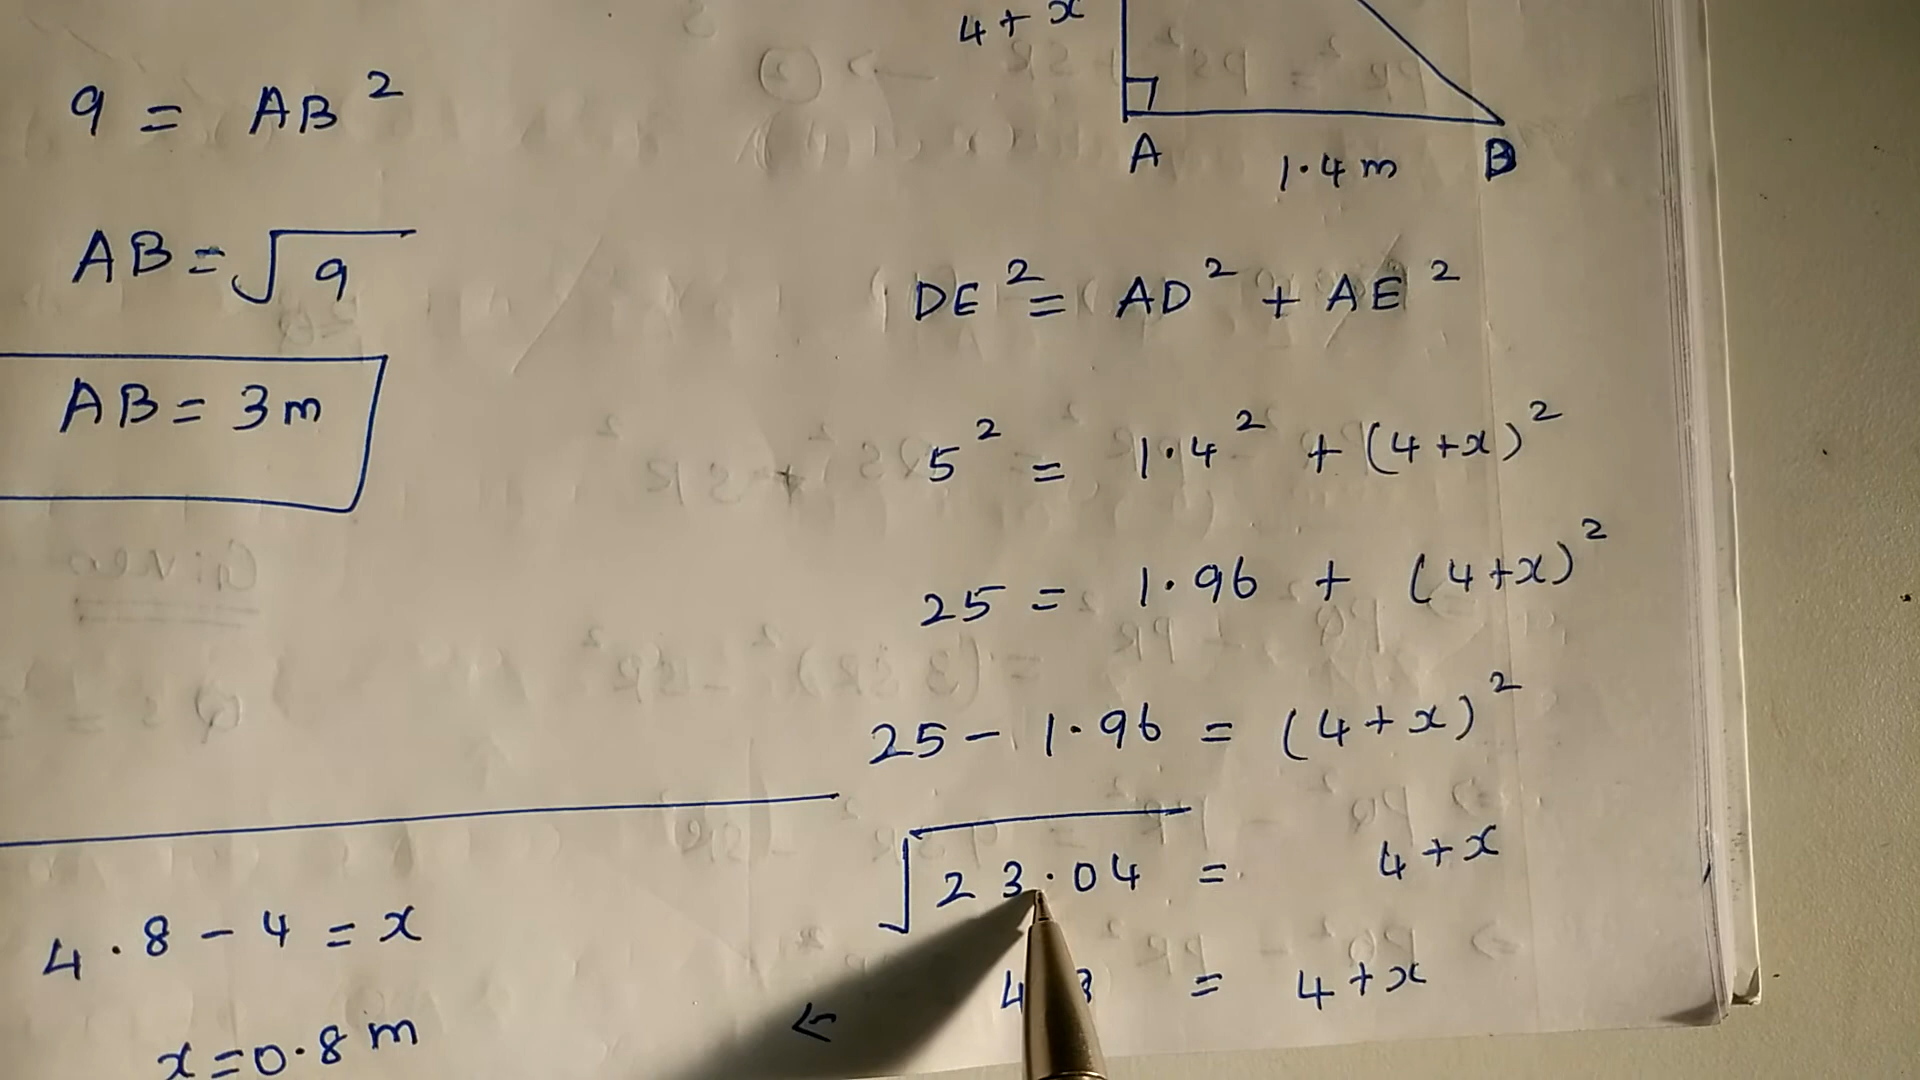 9 = AB²
AB = √9
AB = 3m
4 + x
A
1.4 m
B
DE² = AD² + AE²
5² = 1.4² + (4+x)²
25 = 1.96 + (4+x)²
25 - 1.96 = (4+x)²
√23.04 = 4+x
= 4+x
←
4.8 - 4 = x
x = 0.8 m